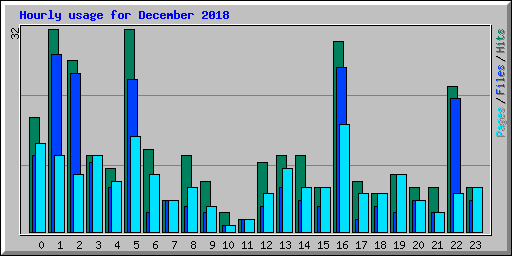 Hourly usage for December 2018
32
Pages / Files / Hits
0 1 2 3 4 5 6 7 8 9 10 11 12 13 14 15 16 17 18 19 20 21 22 23